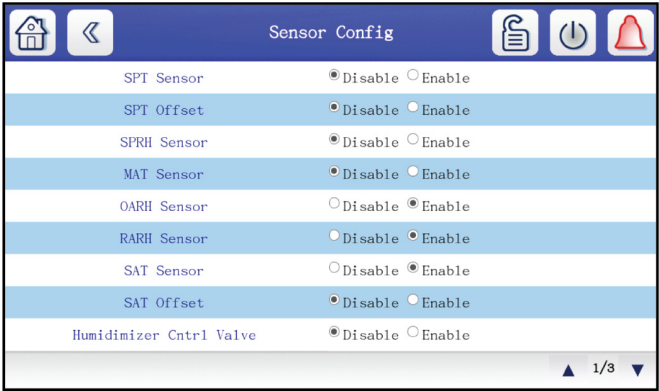 Sensor Config
SPT Sensor Disable Enable
SPT Offset Disable Enable
SPRH Sensor Disable Enable
MAT Sensor Disable Enable
OARH Sensor Disable Enable
RARH Sensor Disable Enable
SAT Sensor Disable Enable
SAT Offset Disable Enable
Humidimizer Cntrl Valve Disable Enable
1/3